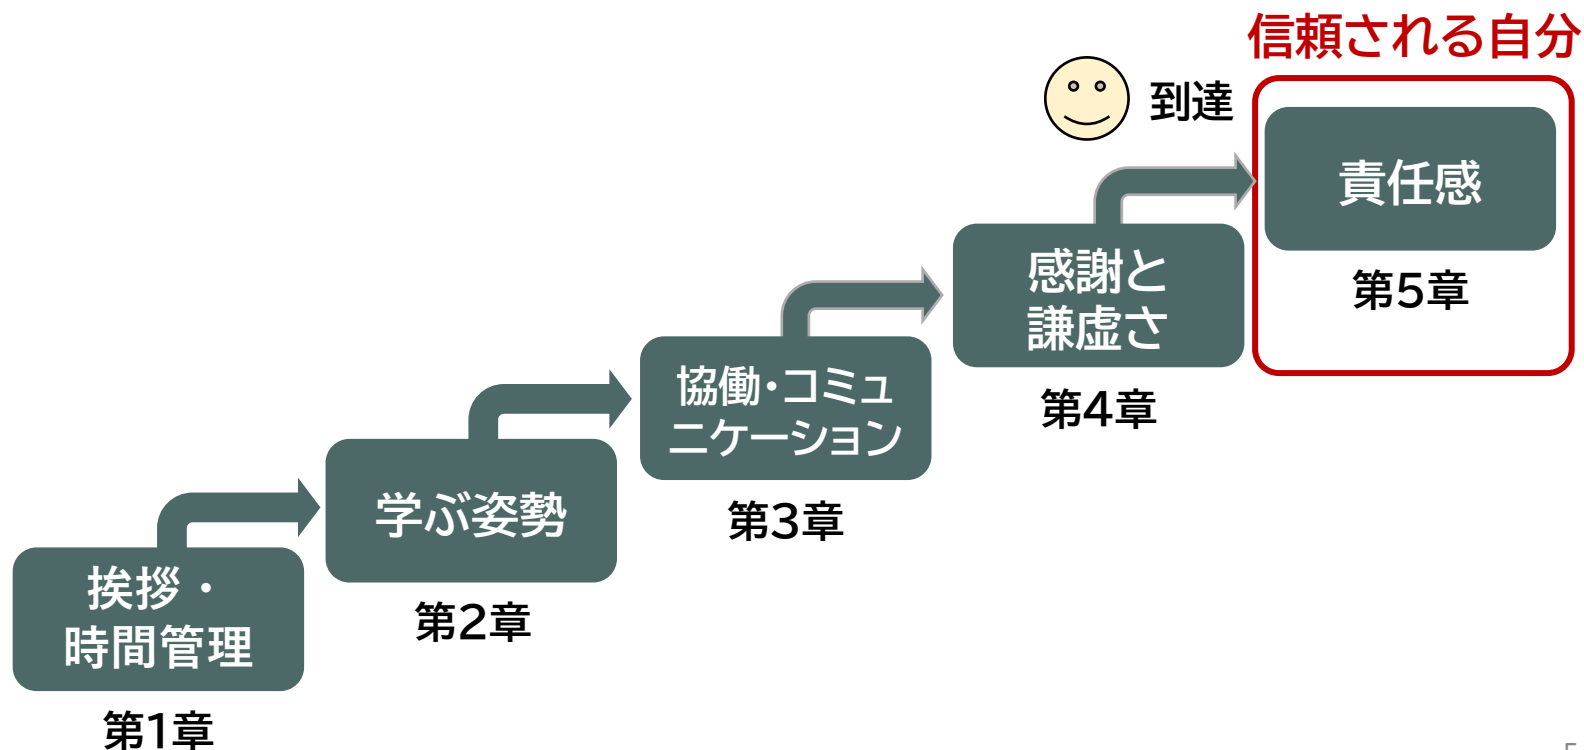 信頼される自分
到達
責任感
第5章
感謝と
謙虚さ
第4章
協働・コミュ
ニケーション
第3章
学ぶ姿勢
第2章
挨拶・
時間管理
第1章